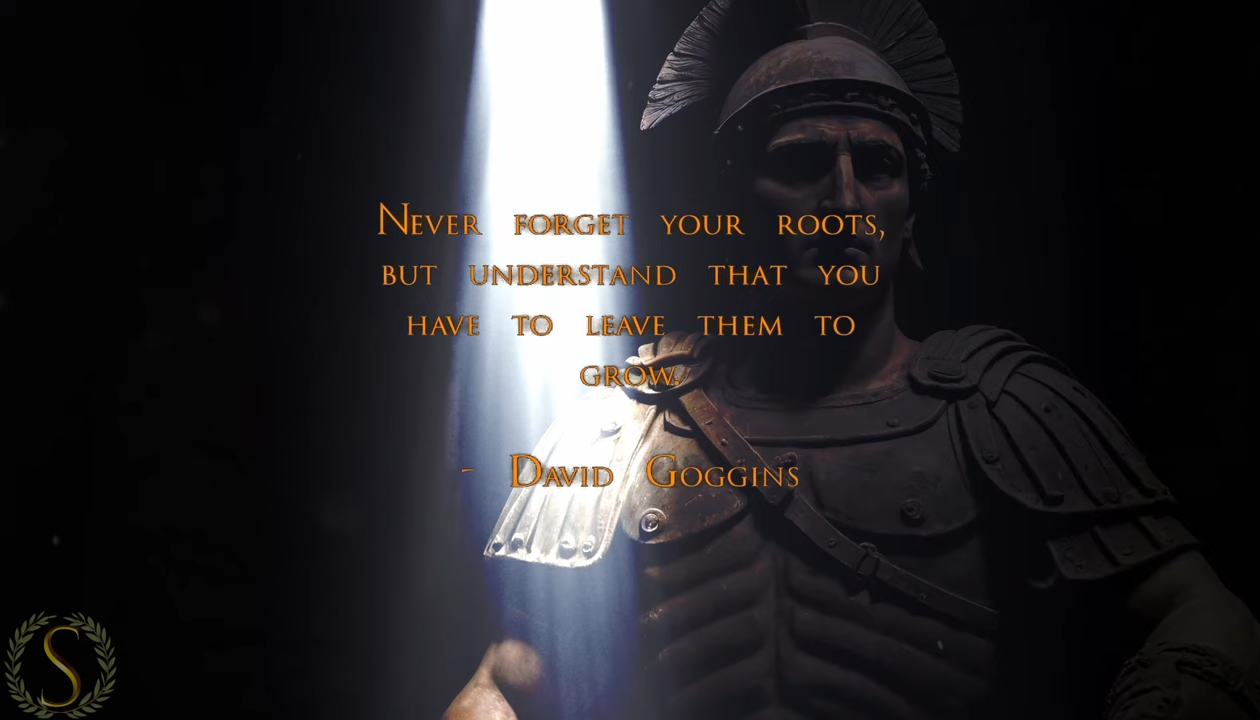 Never forget your roots,
but understand that you
have to leave them to
grow.
- David Goggins
S